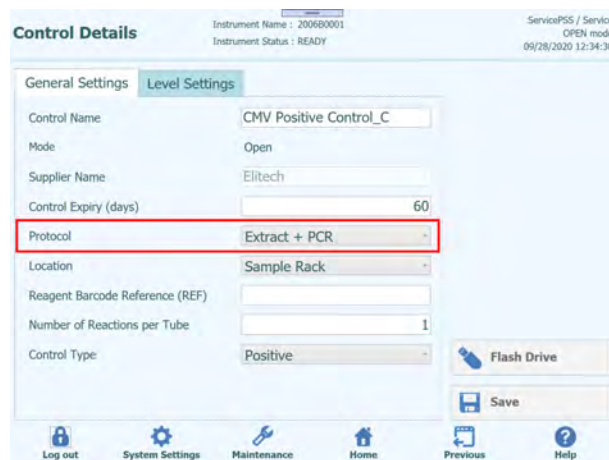 Control Details
Instrument Name : 2006B0001
Instrument Status : READY
ServicePSS / Servic
OPEN mod
09/28/2020 12:34:3
General Settings
Level Settings
Control Name CMV Positive Control_C
Mode Open
Supplier Name Elitech
Control Expiry (days) 60
Protocol Extract + PCR
Location Sample Rack
Reagent Barcode Reference (REF)
Number of Reactions per Tube 1
Control Type Positive
Flash Drive
Save
Log out
System Settings
Maintenance
Home
Previous
Help